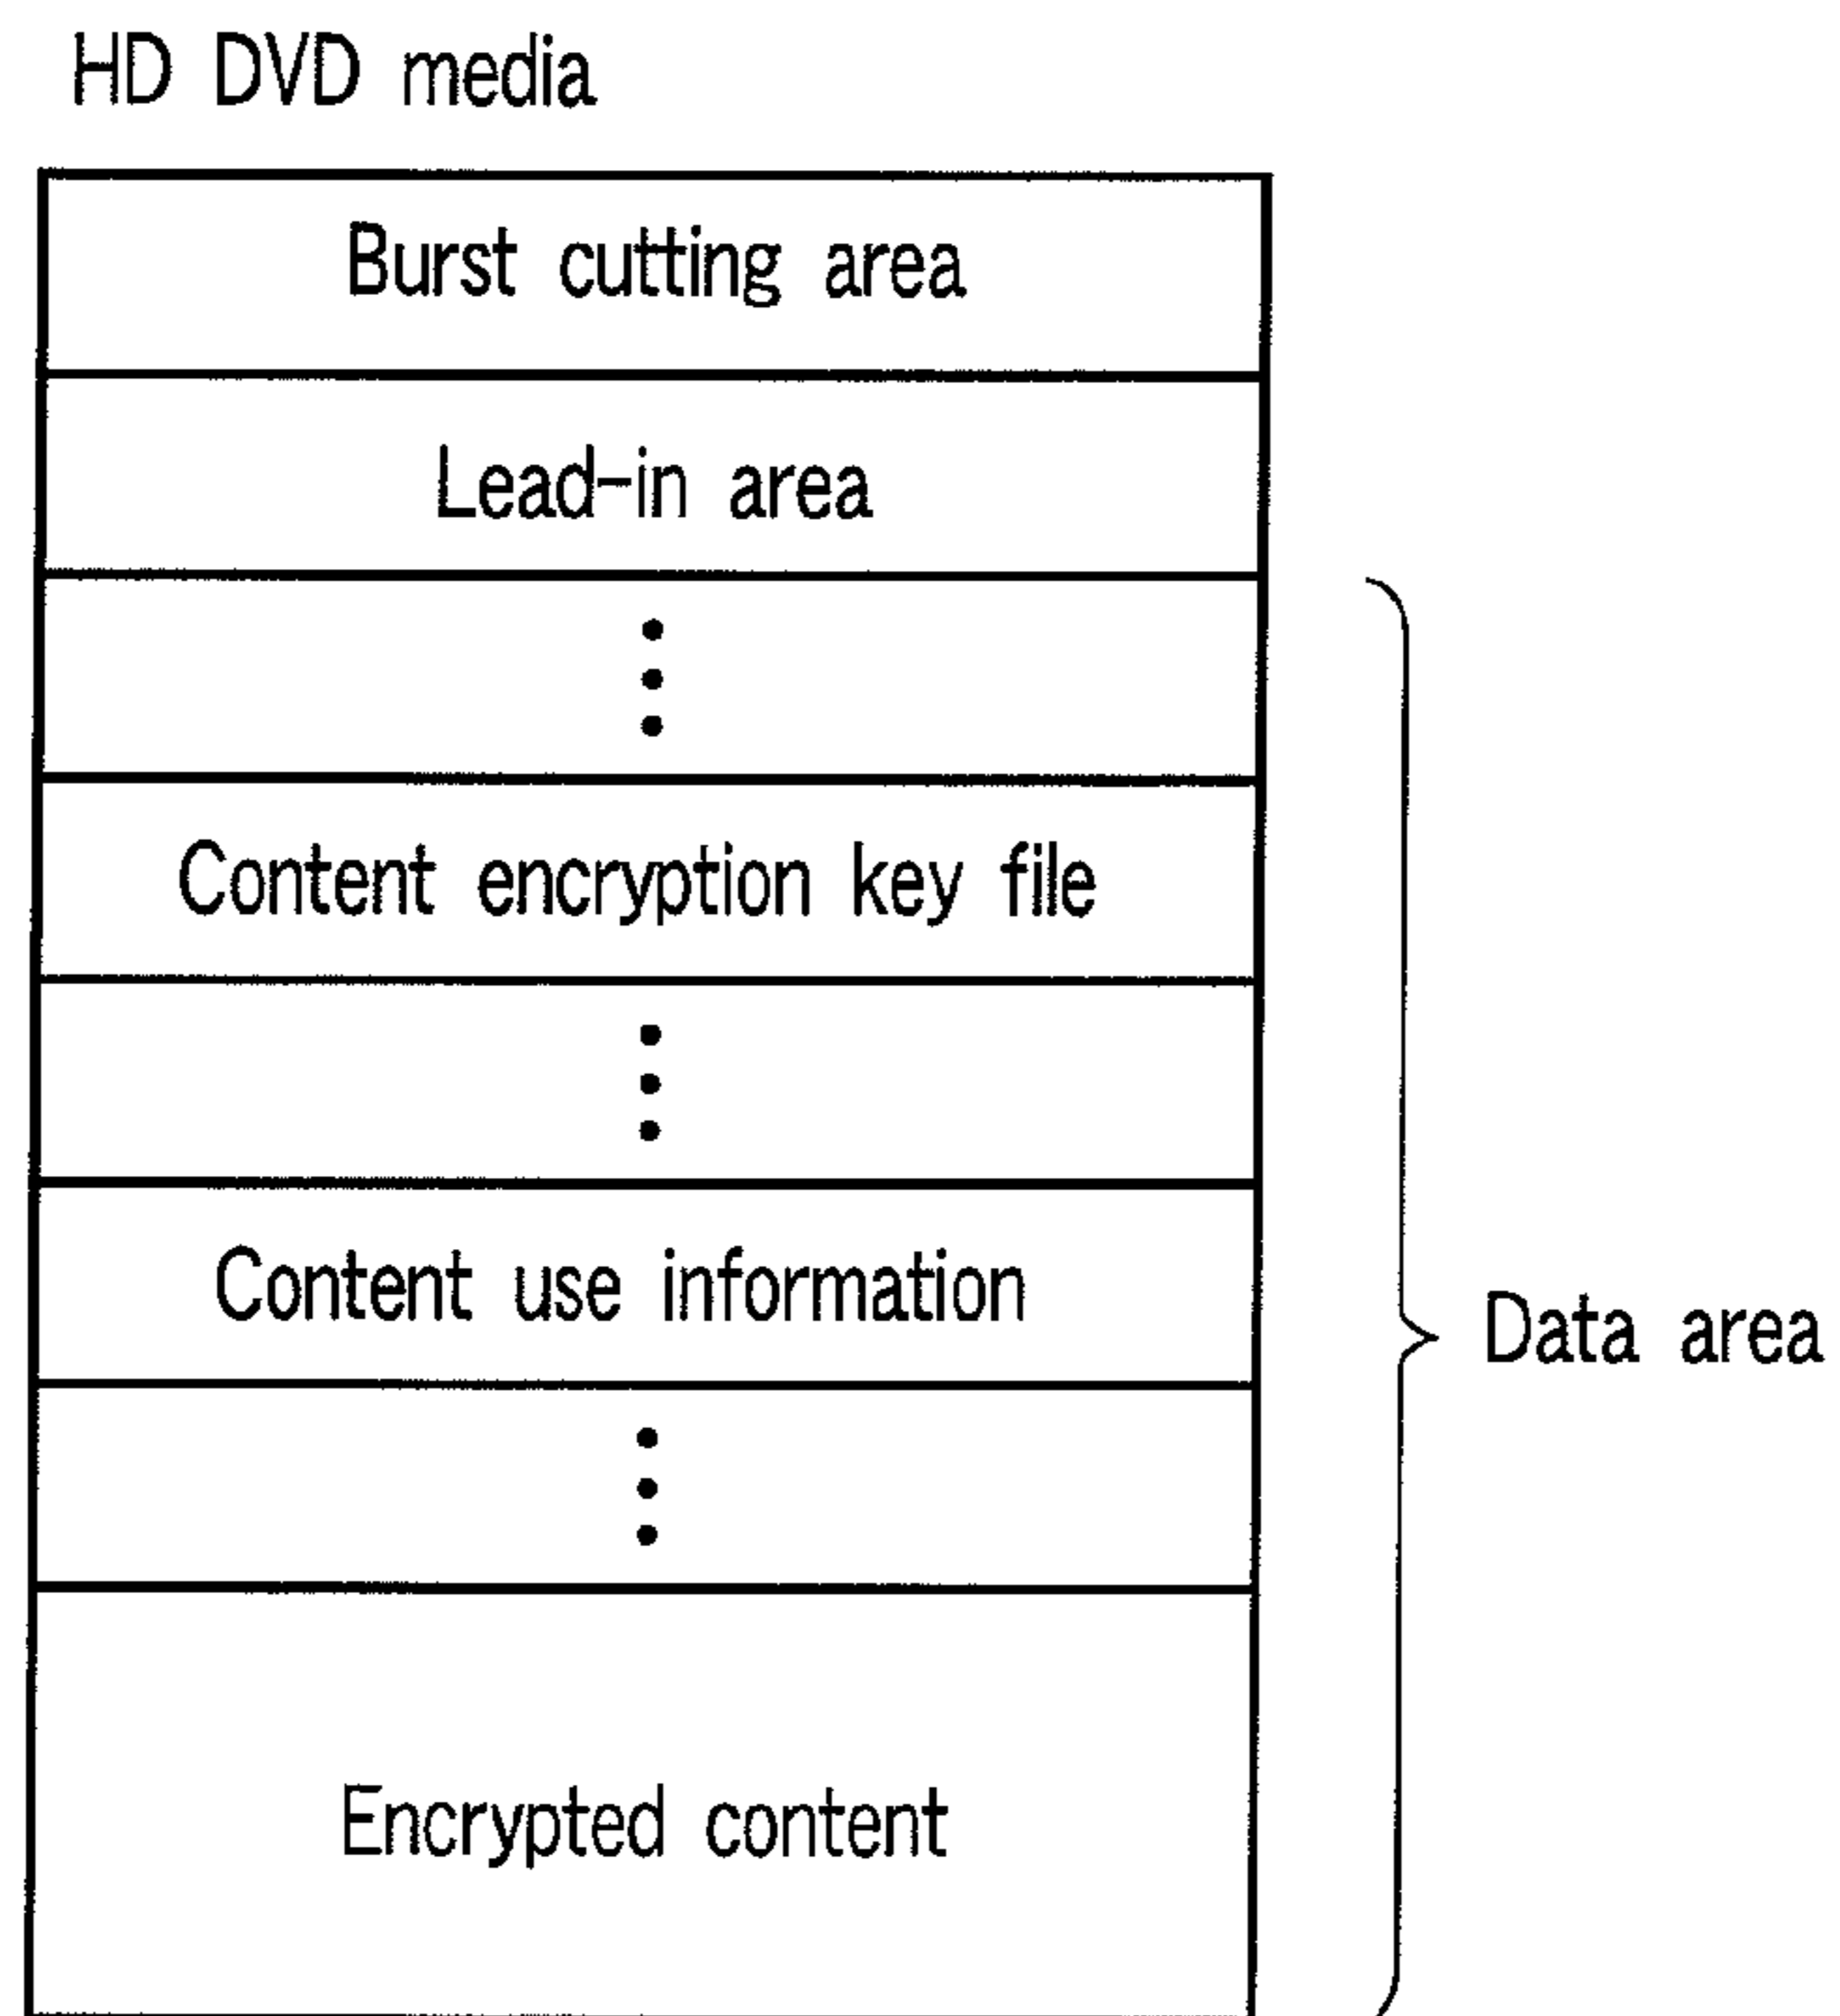 HD DVD media
Burst cutting area
Lead-in area
Content encryption key file
Content use information
Data area
Encrypted content